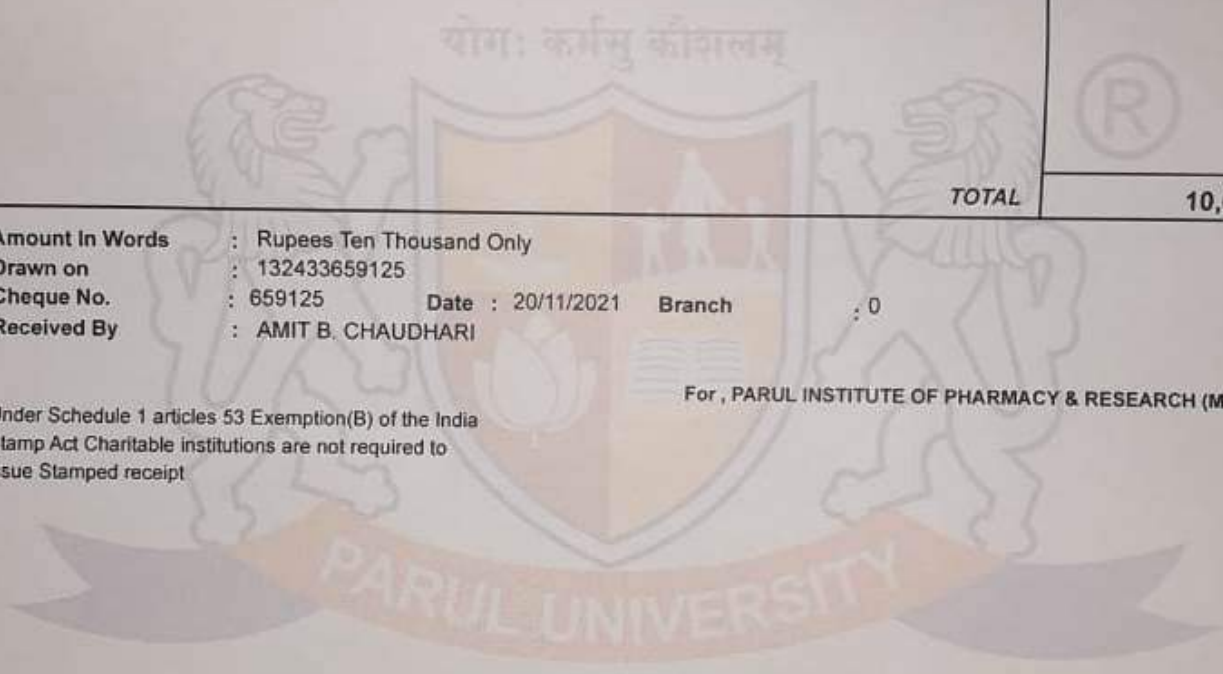 योगः कर्मसु कौशलम्
R
TOTAL 10,
Amount In Words : Rupees Ten Thousand Only
Drawn on : 132433659125
Cheque No. : 659125 Date : 20/11/2021 Branch : 0
Received By : AMIT B. CHAUDHARI
For , PARUL INSTITUTE OF PHARMACY & RESEARCH (M
Under Schedule 1 articles 53 Exemption(B) of the India
Stamp Act Charitable institutions are not required to
issue Stamped receipt
PARUL UNIVERSITY